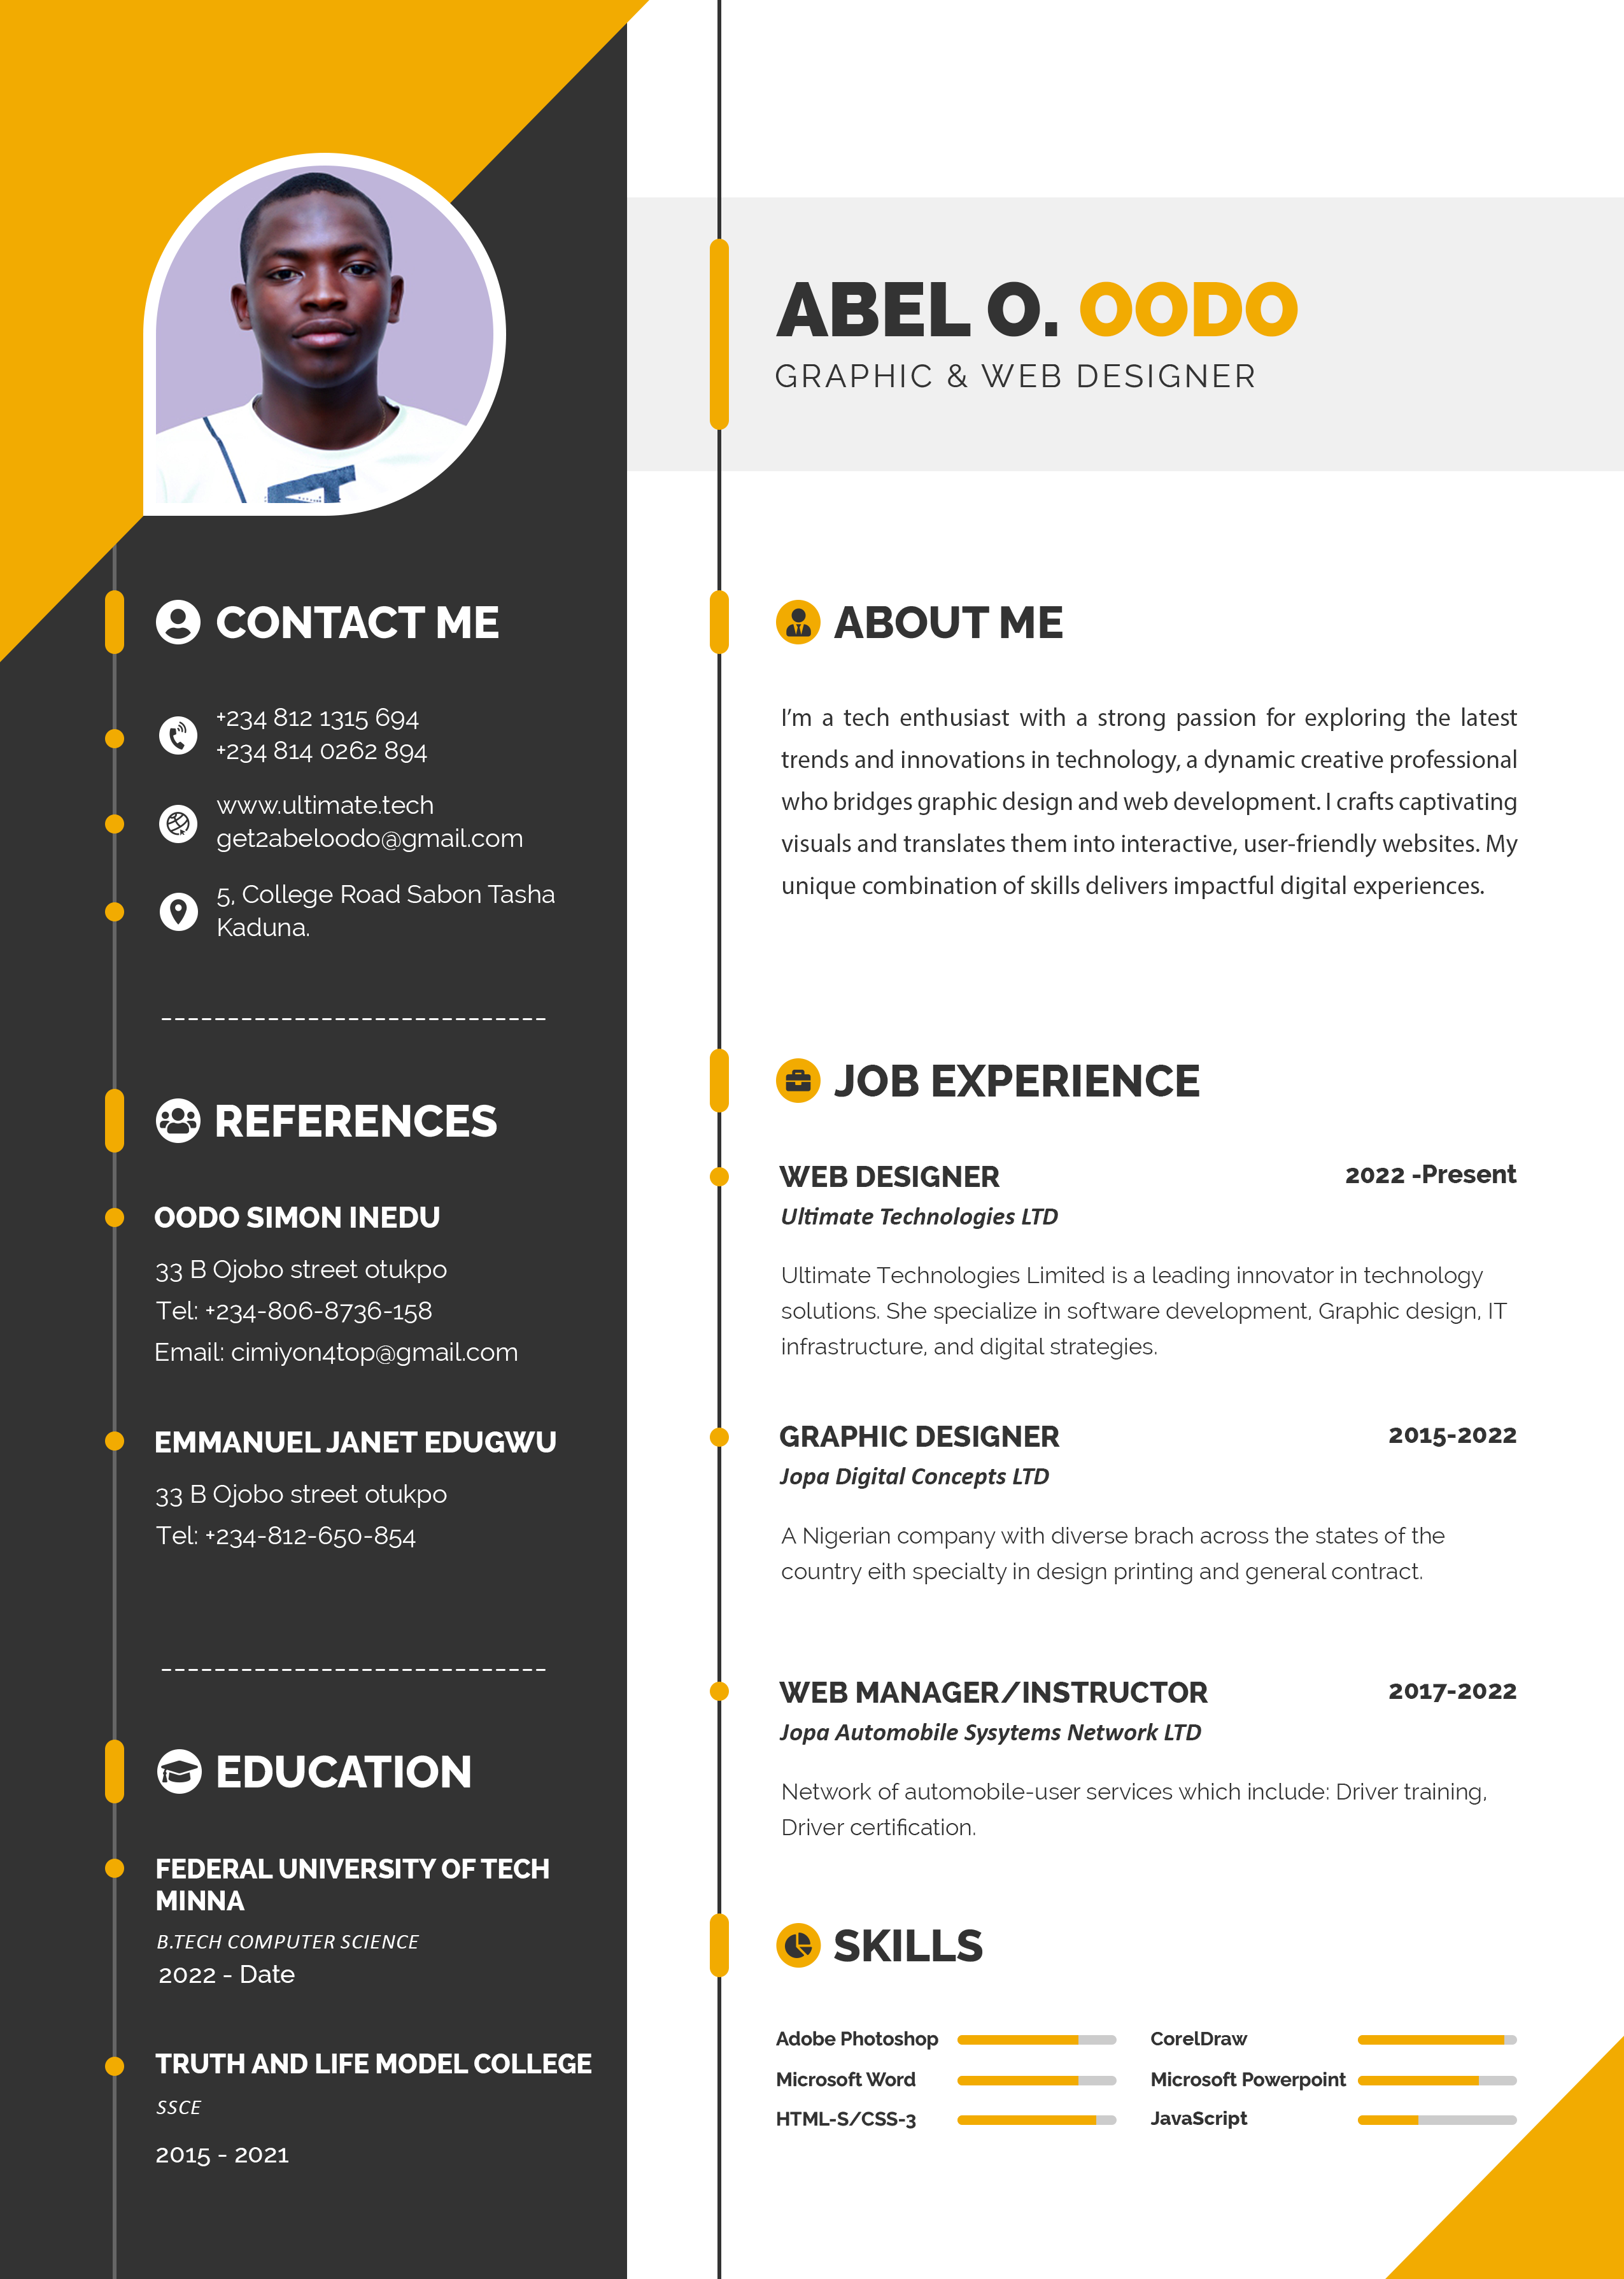 ABEL O. OODO
GRAPHIC & WEB DESIGNER
CONTACT ME
+234 812 1315 694
+234 814 0262 894
www.ultimate.tech
get2abeloodo@gmail.com
5, College Road Sabon Tasha
Kaduna.
REFERENCES
OODO SIMON INEDU
33 B Ojobo street otukpo
Tel: +234-806-8736-158
Email: cimiyon4top@gmail.com
EMMANUEL JANET EDUGWU
33 B Ojobo street otukpo
Tel: +234-812-650-854
EDUCATION
FEDERAL UNIVERSITY OF TECH
MINNA
B.TECH COMPUTER SCIENCE
2022 - Date
TRUTH AND LIFE MODEL COLLEGE
SSCE
2015 - 2021
ABOUT ME
I'm a tech enthusiast with a strong passion for exploring the latest
trends and innovations in technology, a dynamic creative professional
who bridges graphic design and web development. I crafts captivating
visuals and translates them into interactive, user-friendly websites. My
unique combination of skills delivers impactful digital experiences.
JOB EXPERIENCE
WEB DESIGNER 2022 -Present
Ultimate Technologies LTD
Ultimate Technologies Limited is a leading innovator in technology
solutions. She specialize in software development, Graphic design, IT
infrastructure, and digital strategies.
GRAPHIC DESIGNER 2015-2022
Jopa Digital Concepts LTD
A Nigerian company with diverse brach across the states of the
country eith specialty in design printing and general contract.
WEB MANAGER/INSTRUCTOR 2017-2022
Jopa Automobile Sysytems Network LTD
Network of automobile-user services which include: Driver training,
Driver certification.
SKILLS
Adobe Photoshop CorelDraw
Microsoft Word Microsoft Powerpoint
HTML-S/CSS-3 JavaScript